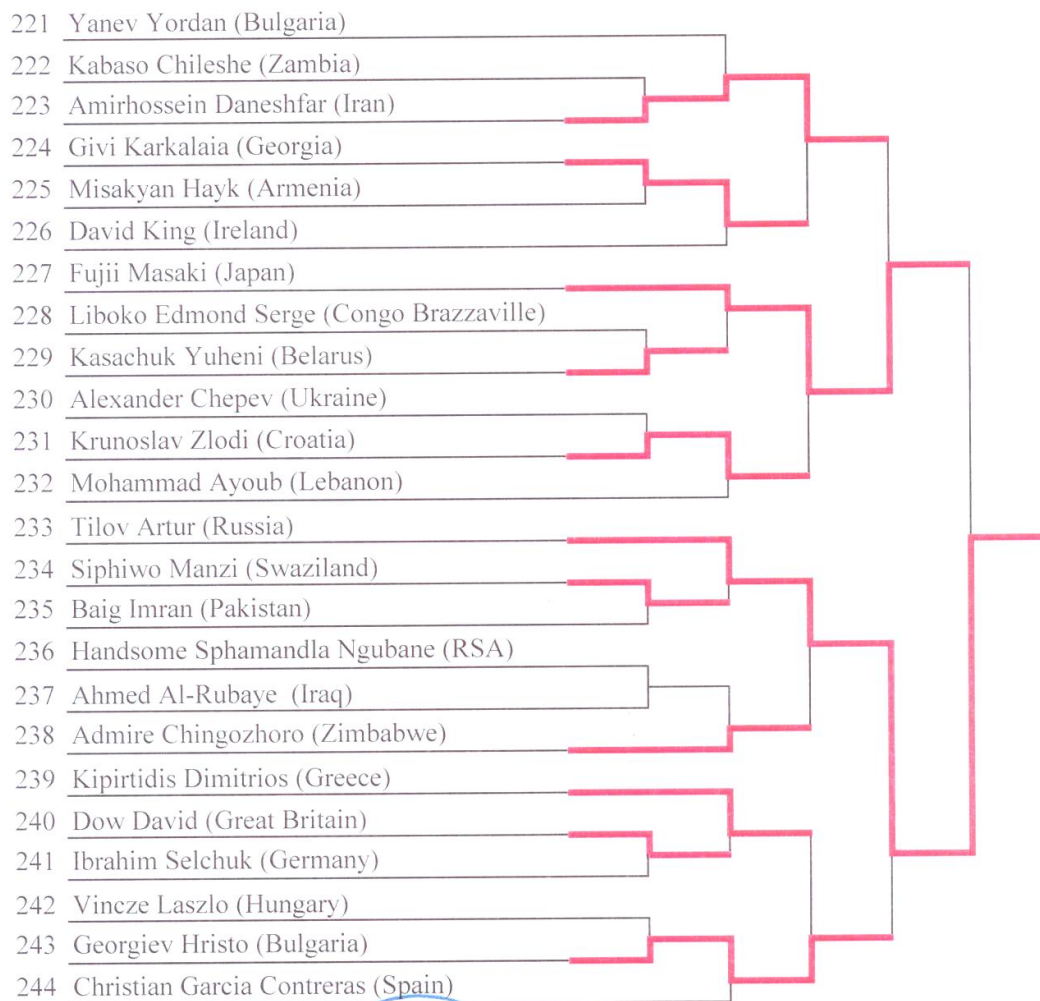 221 Yanev Yordan (Bulgaria)
222 Kabaso Chileshe (Zambia)
223 Amirhossein Daneshfar (Iran)
224 Givi Karkalaia (Georgia)
225 Misakyan Hayk (Armenia)
226 David King (Ireland)
227 Fujii Masaki (Japan)
228 Liboko Edmond Serge (Congo Brazzaville)
229 Kasachuk Yuheni (Belarus)
230 Alexander Chepev (Ukraine)
231 Krunoslav Zlodi (Croatia)
232 Mohammad Ayoub (Lebanon)
233 Tilov Artur (Russia)
234 Siphiwo Manzi (Swaziland)
235 Baig Imran (Pakistan)
236 Handsome Sphamandla Ngubane (RSA)
237 Ahmed Al-Rubaye (Iraq)
238 Admire Chingozhoro (Zimbabwe)
239 Kipirtidis Dimitrios (Greece)
240 Dow David (Great Britain)
241 Ibrahim Selchuk (Germany)
242 Vincze Laszlo (Hungary)
243 Georgiev Hristo (Bulgaria)
244 Christian Garcia Contreras (Spain)